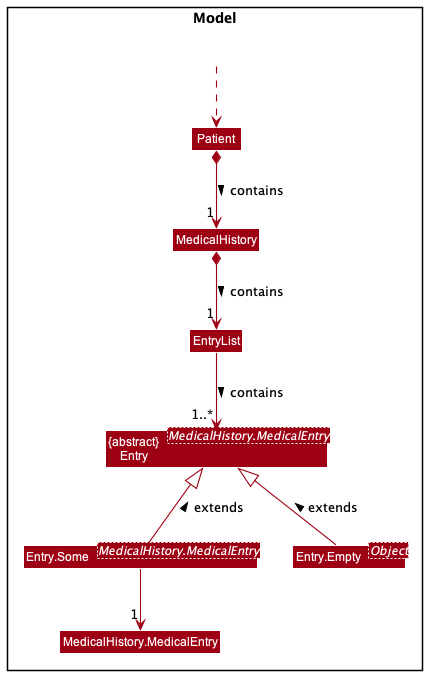 Model
Patient
contains
1
MedicalHistory
contains
1
EntryList
contains
1..*
MedicalHistory.MedicalEntry
{abstract}
Entry
extends
extends
Entry.Some
MedicalHistory.MedicalEntry
Entry.Empty
Object
1
MedicalHistory.MedicalEntry